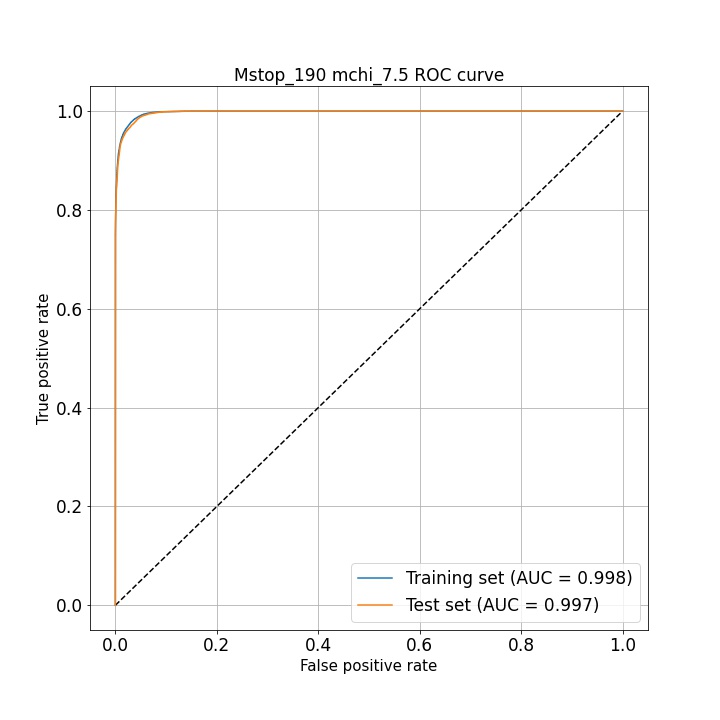 Mstop_190 mchi_7.5 ROC curve
True positive rate
1.0
0.8
0.6
0.4
0.2
0.0
Training set (AUC = 0.998)
Test set (AUC = 0.997)
0.0 0.2 0.4 0.6 0.8 1.0
False positive rate